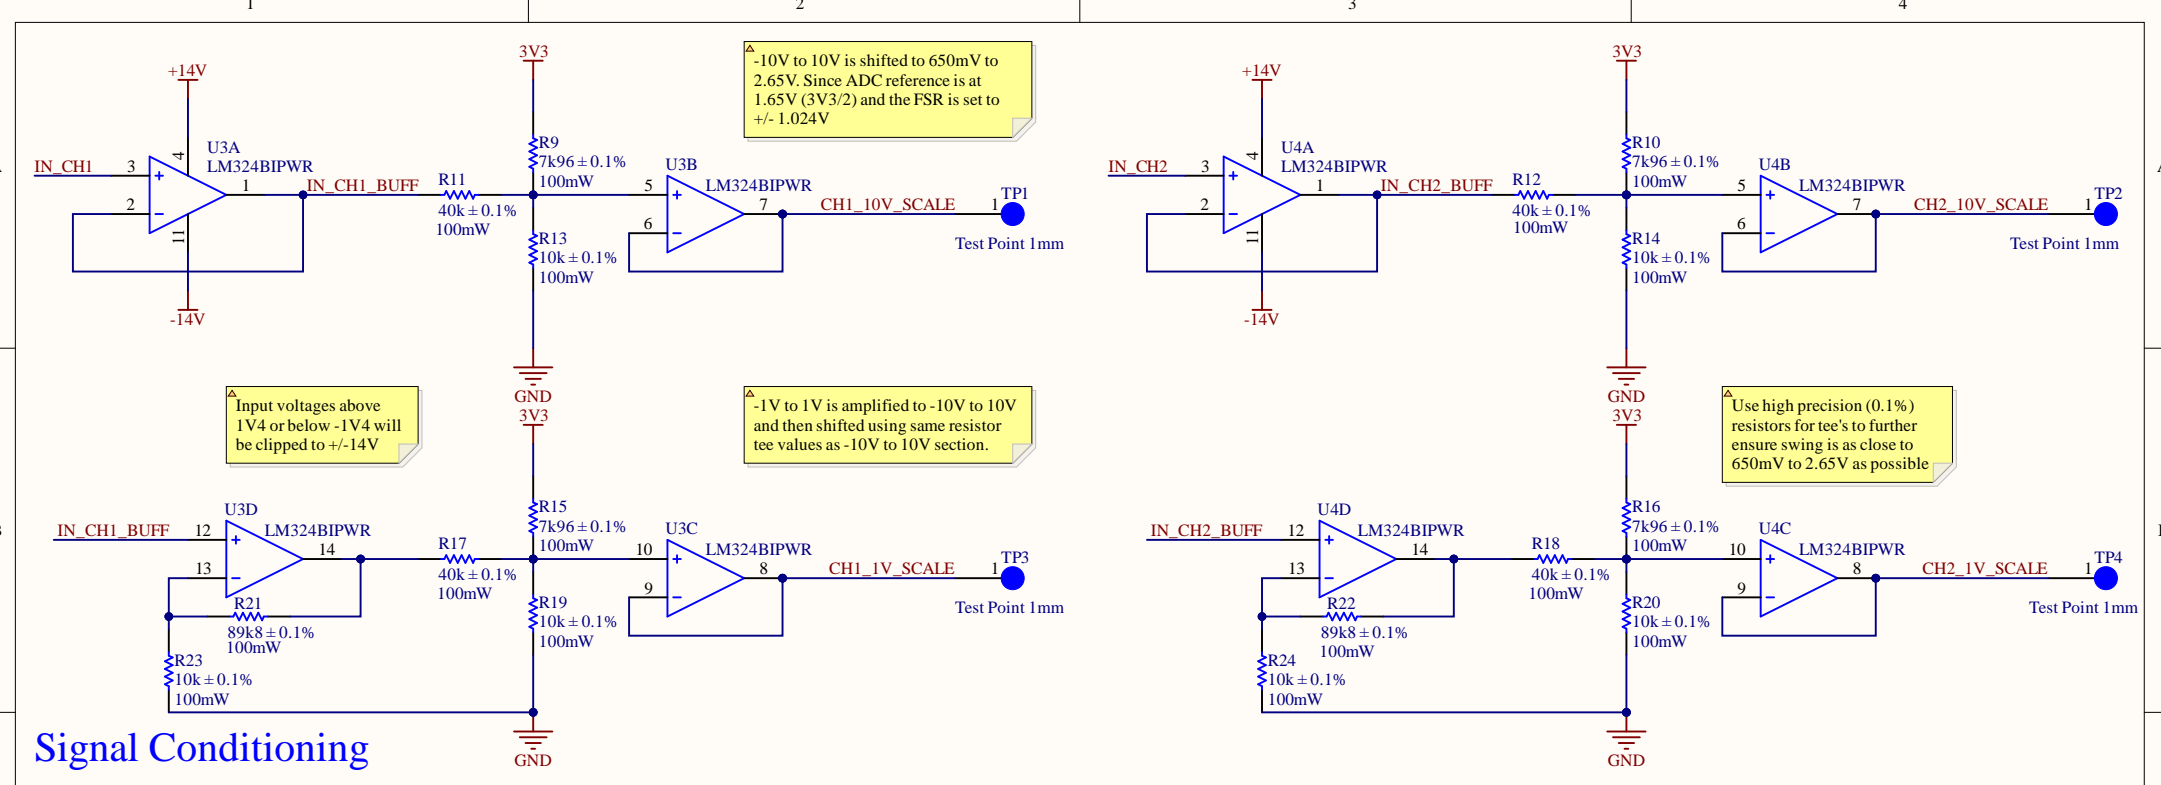 1
2
3
4
+14V
U3A
LM324BIPWR
IN_CH1
3
2
4
11
1
IN_CH1_BUFF
-14V
R11
40k ± 0.1%
100mW
3V3
R9
7k96 ± 0.1%
100mW
R13
10k ± 0.1%
100mW
GND
U3B
LM324BIPWR
5
6
7
CH1_10V_SCALE
1
TP1
Test Point 1mm
-10V to 10V is shifted to 650mV to
2.65V. Since ADC reference is at
1.65V (3V3/2) and the FSR is set to
+/- 1.024V
+14V
U4A
LM324BIPWR
IN_CH2
3
2
4
11
1
IN_CH2_BUFF
-14V
R12
40k ± 0.1%
100mW
3V3
R10
7k96 ± 0.1%
100mW
R14
10k ± 0.1%
100mW
GND
U4B
LM324BIPWR
5
6
7
CH2_10V_SCALE
1
TP2
Test Point 1mm
Input voltages above
1V4 or below -1V4 will
be clipped to +/-14V
-1V to 1V is amplified to -10V to 10V
and then shifted using same resistor
tee values as -10V to 10V section.
Use high precision (0.1%)
resistors for tee's to further
ensure swing is as close to
650mV to 2.65V as possible
IN_CH1_BUFF
U3D
LM324BIPWR
12
13
14
R21
89k8 ± 0.1%
100mW
R23
10k ± 0.1%
100mW
R17
40k ± 0.1%
100mW
3V3
R15
7k96 ± 0.1%
100mW
R19
10k ± 0.1%
100mW
GND
U3C
LM324BIPWR
10
9
8
CH1_1V_SCALE
1
TP3
Test Point 1mm
IN_CH2_BUFF
U4D
LM324BIPWR
12
13
14
R22
89k8 ± 0.1%
100mW
R24
10k ± 0.1%
100mW
R18
40k ± 0.1%
100mW
3V3
R16
7k96 ± 0.1%
100mW
R20
10k ± 0.1%
100mW
GND
U4C
LM324BIPWR
10
9
8
CH2_1V_SCALE
1
TP4
Test Point 1mm
Signal Conditioning